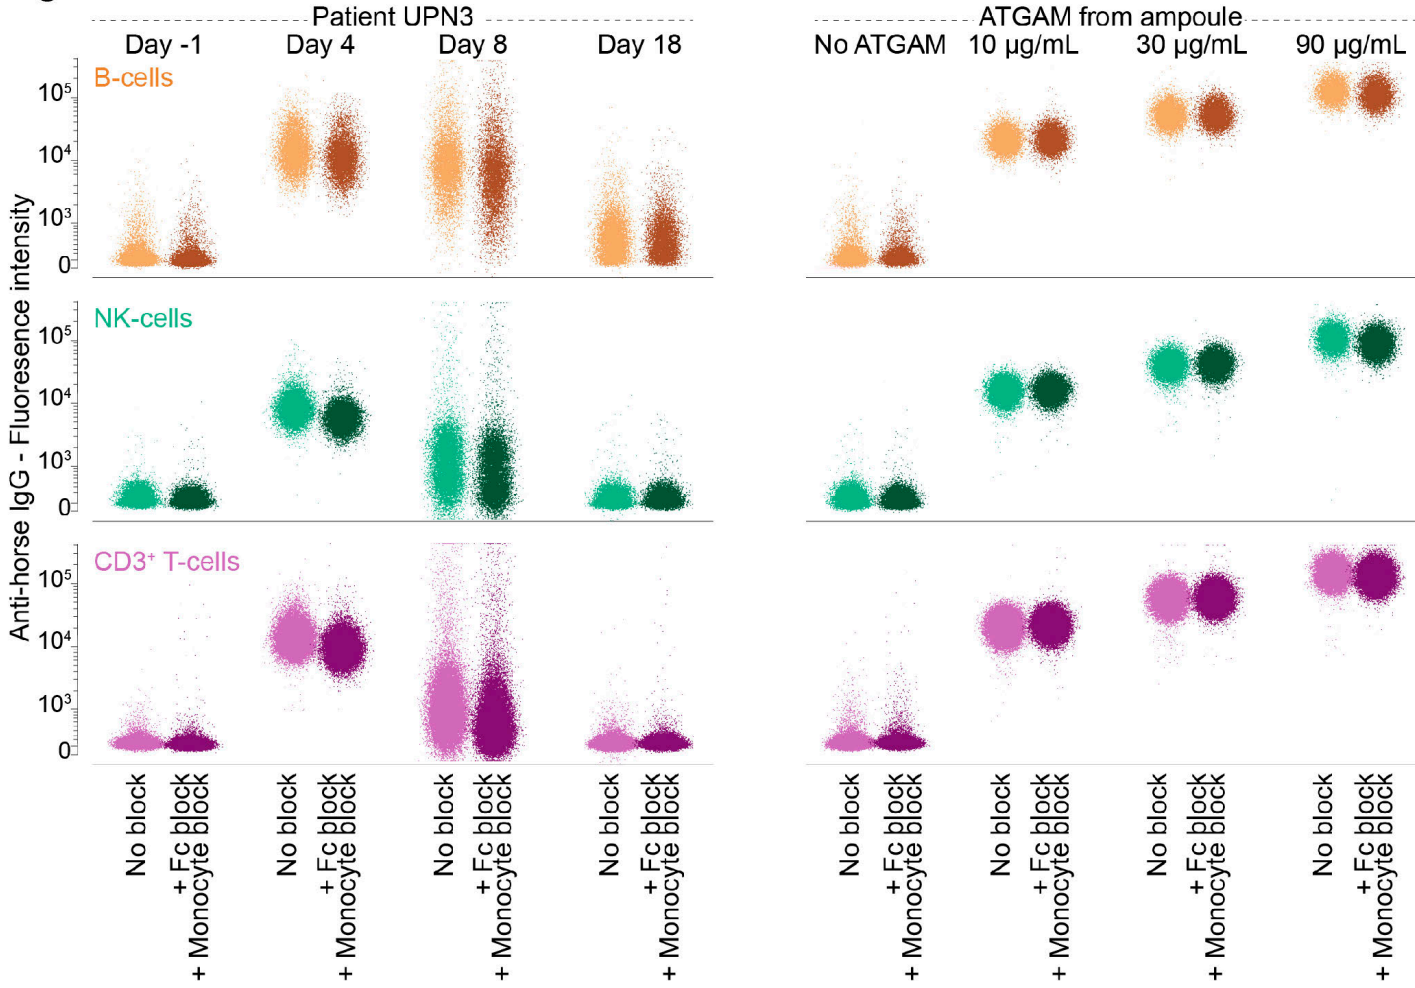 Patient UPN3
ATGAM from ampoule
Day -1 Day 4 Day 8 Day 18
No ATGAM 10 µg/mL 30 µg/mL 90 µg/mL
Anti-horse IgG - Fluoresence intensity
B-cells
10⁵
10⁴
10³
0
NK-cells
10⁵
10⁴
10³
0
CD3⁺ T-cells
10⁵
10⁴
10³
0
No block
+ Fc block
+ Monocyte block
No block
+ Fc block
+ Monocyte block
No block
+ Fc block
+ Monocyte block
No block
+ Fc block
+ Monocyte block
No block
+ Fc block
+ Monocyte block
No block
+ Fc block
+ Monocyte block
No block
+ Fc block
+ Monocyte block
No block
+ Fc block
+ Monocyte block